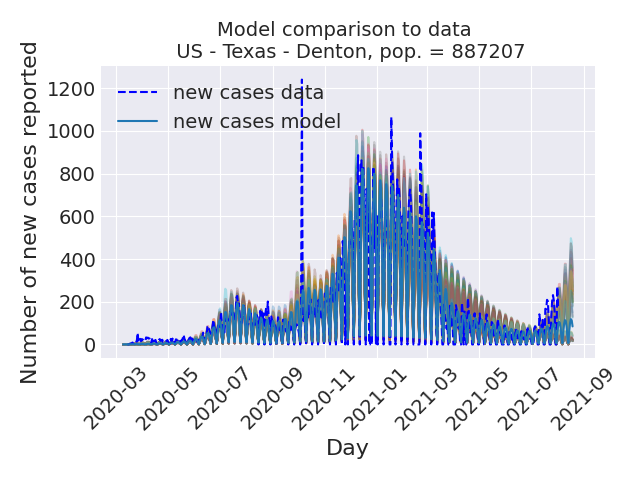 Model comparison to data
US - Texas - Denton, pop. = 887207
Number of new cases reported
1200
1000
800
600
400
200
0
new cases data
new cases model
2020-03
2020-05
2020-07
2020-09
2020-11
2021-01
2021-03
2021-05
2021-07
2021-09
Day